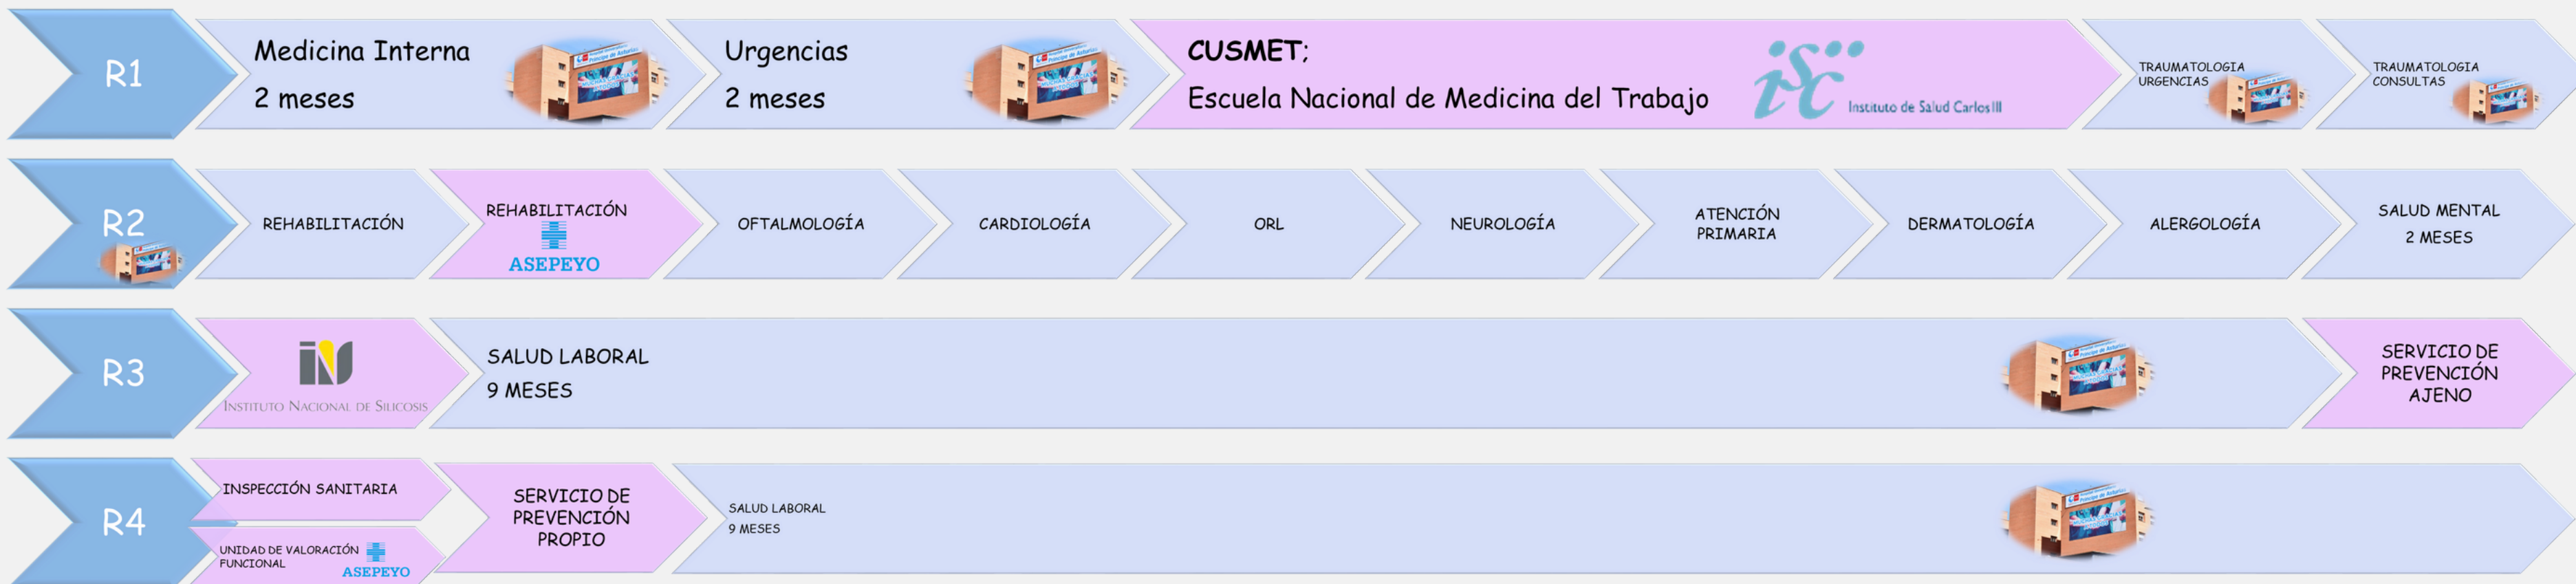 R1
Medicina Interna
2 meses
Urgencias
2 meses
CUSMET;
Escuela Nacional de Medicina del Trabajo
isciii
Instituto de Salud Carlos III
TRAUMATOLOGIA
URGENCIAS
TRAUMATOLOGIA
CONSULTAS
R2
REHABILITACIÓN
REHABILITACIÓN
ASEPEYO
OFTALMOLOGÍA
CARDIOLOGÍA
ORL
NEUROLOGÍA
ATENCIÓN
PRIMARIA
DERMATOLOGÍA
ALERGOLOGÍA
SALUD MENTAL
2 MESES
R3
INS
INSTITUTO NACIONAL DE SILICOSIS
SALUD LABORAL
9 MESES
SERVICIO DE
PREVENCIÓN
AJENO
R4
INSPECCIÓN SANITARIA
UNIDAD DE VALORACIÓN
FUNCIONAL
ASEPEYO
SERVICIO DE
PREVENCIÓN
PROPIO
SALUD LABORAL
9 MESES